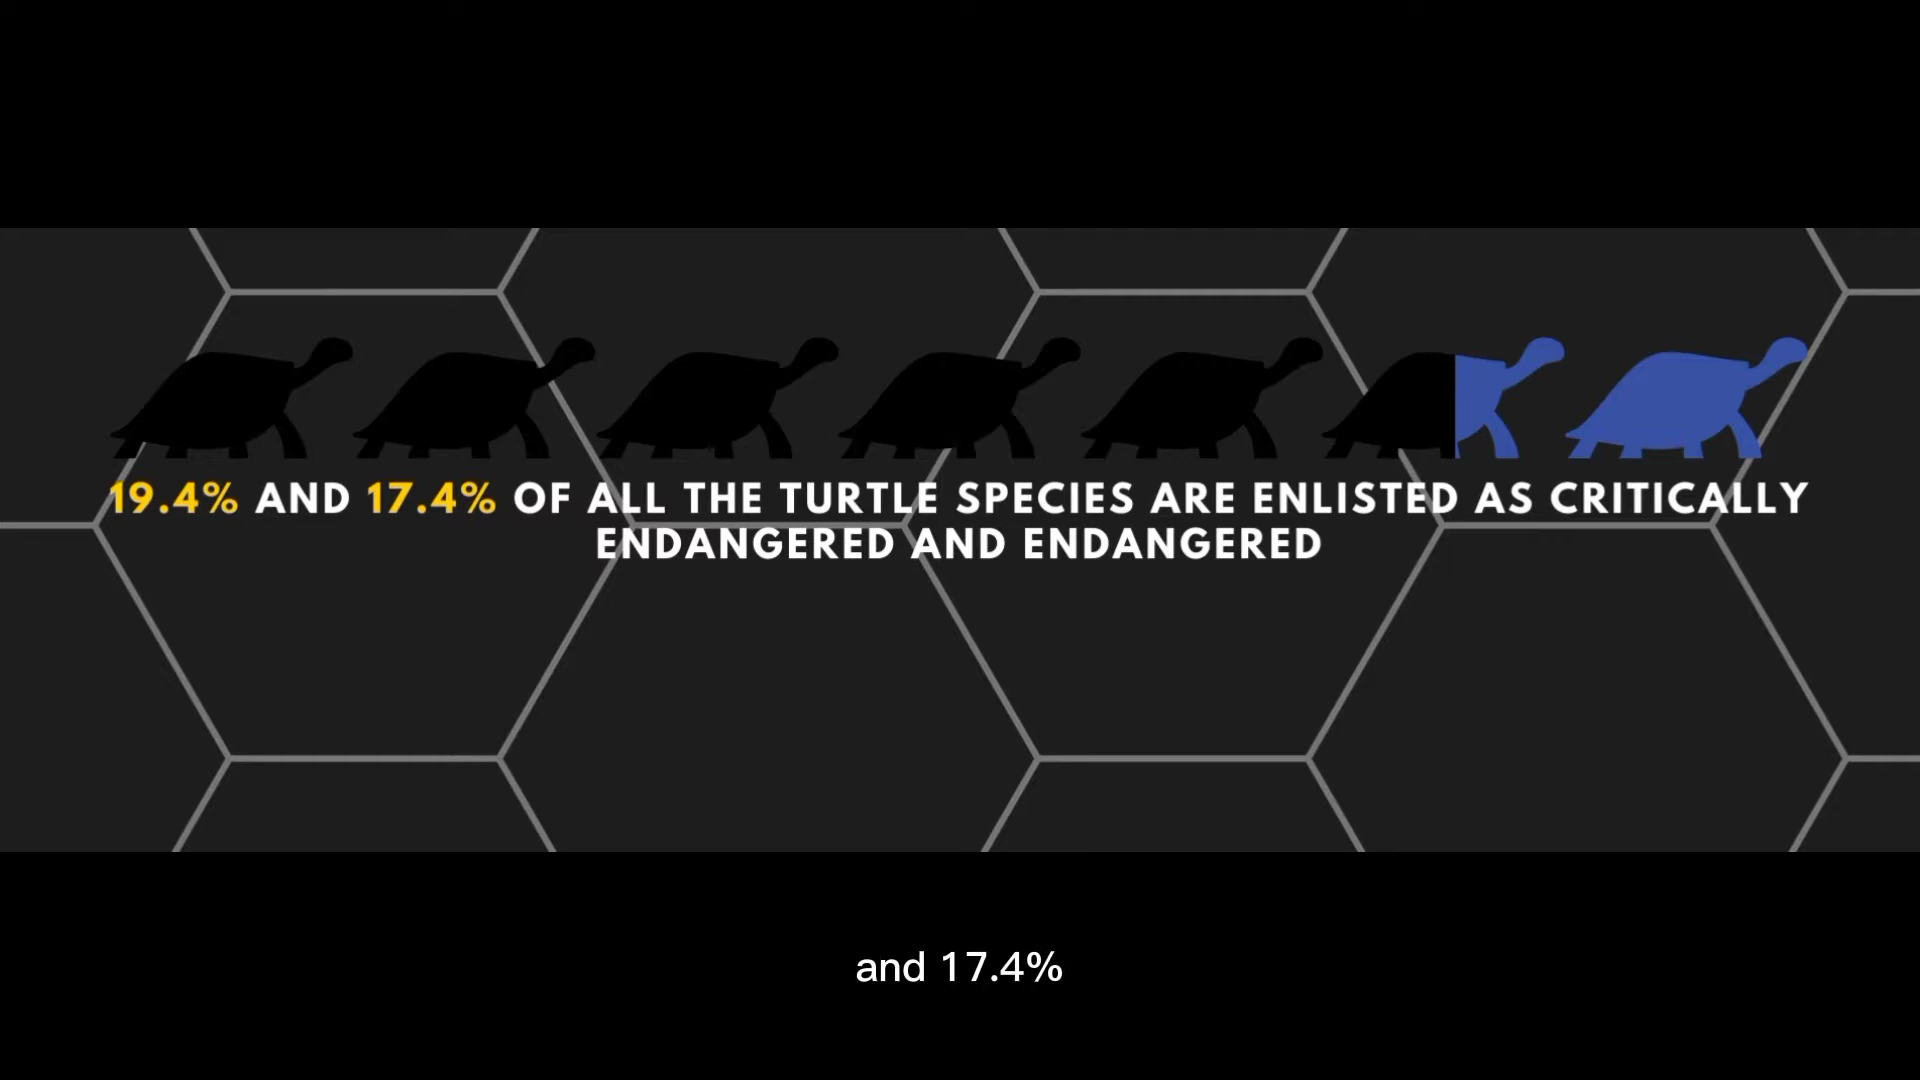 19.4% AND 17.4% OF ALL THE TURTLE SPECIES ARE ENLISTED AS CRITICALLY
ENDANGERED AND ENDANGERED
and 17.4%